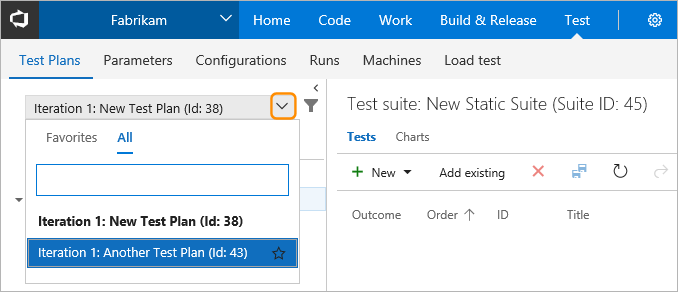 Fabrikam Home Code Work Build & Release Test
Test Plans Parameters Configurations Runs Machines Load test
Iteration 1: New Test Plan (Id: 38)
Favorites All
Iteration 1: New Test Plan (Id: 38)
Iteration 1: Another Test Plan (Id: 43)
Test suite: New Static Suite (Suite ID: 45)
Tests Charts
New Add existing
Outcome Order ID Title